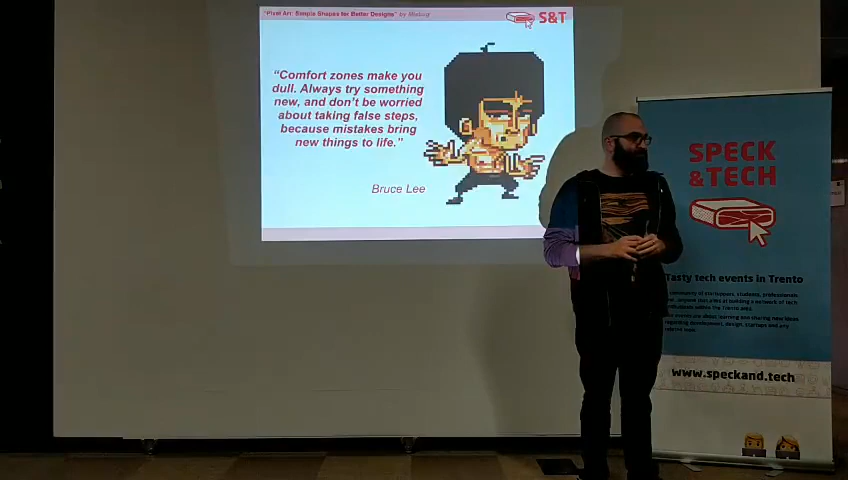 "Pixel Art: Simple Shapes for Better Designs" by Misbug
S&T
"Comfort zones make you
dull. Always try something
new, and don't be worried
about taking false steps,
because mistakes bring
new things to life."
Bruce Lee
SPECK
&TECH
Tasty tech events in Trento
www.speckand.tech